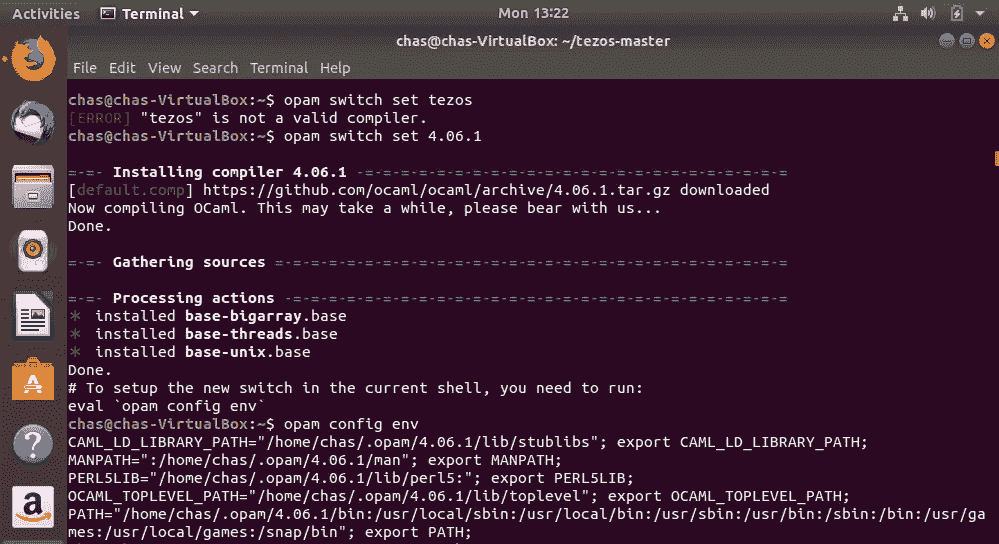 Activities
Terminal
Mon 13:22
chas@chas-VirtualBox: ~/tezos-master
File Edit View Search Terminal Help
chas@chas-VirtualBox:~$ opam switch set tezos
[ERROR] "tezos" is not a valid compiler.
chas@chas-VirtualBox:~$ opam switch set 4.06.1
=-=- Installing compiler 4.06.1 -=-=-=-=-=-=-=-=-=-=-=-=-=-=-=-=-=-=-=-=-=-=-=-=
[default.comp] https://github.com/ocaml/ocaml/archive/4.06.1.tar.gz downloaded
Now compiling OCaml. This may take a while, please bear with us...
Done.
=-=- Gathering sources =-=-=-=-=-=-=-=-=-=-=-=-=-=-=-=-=-=-=-=-=-=-=-=-=-=-=-=-=
=-=- Processing actions -=-=-=-=-=-=-=-=-=-=-=-=-=-=-=-=-=-=-=-=-=-=-=-=-=-=-=-=
∗ installed base-bigarray.base
∗ installed base-threads.base
∗ installed base-unix.base
Done.
# To setup the new switch in the current shell, you need to run:
eval `opam config env`
chas@chas-VirtualBox:~$ opam config env
CAML_LD_LIBRARY_PATH="/home/chas/.opam/4.06.1/lib/stublibs"; export CAML_LD_LIBRARY_PATH;
MANPATH=":/home/chas/.opam/4.06.1/man"; export MANPATH;
PERL5LIB="/home/chas/.opam/4.06.1/lib/perl5:"; export PERL5LIB;
OCAML_TOPLEVEL_PATH="/home/chas/.opam/4.06.1/lib/toplevel"; export OCAML_TOPLEVEL_PATH;
PATH="/home/chas/.opam/4.06.1/bin:/usr/local/sbin:/usr/local/bin:/usr/sbin:/usr/bin:/sbin:/bin:/usr/ga
mes:/usr/local/games:/snap/bin"; export PATH;